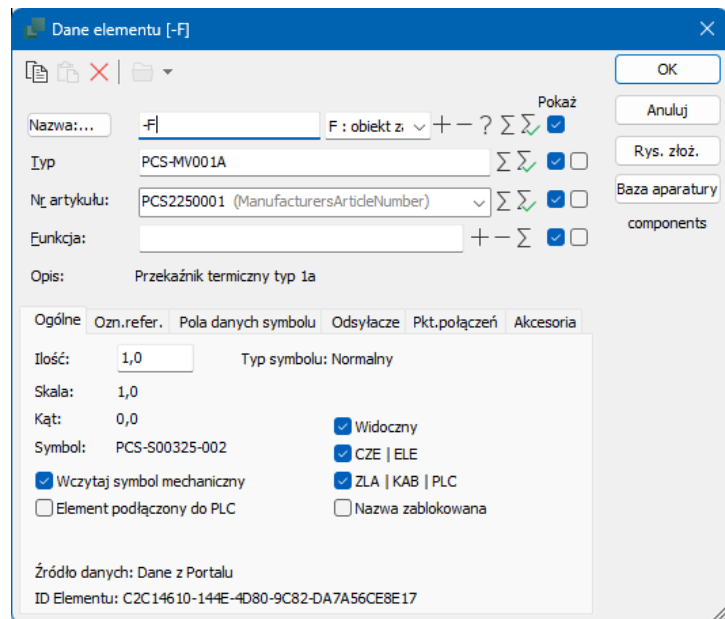 Dane elementu [-F]
OK
Pokaż
Nazwa:... -F F : obiekt z
Anuluj
Typ PCS-MV001A
Rys. złoż.
Nr artykułu: PCS2250001 (ManufacturersArticleNumber)
Baza aparatury
Funkcja:
components
Opis: Przekaźnik termiczny typ 1a
Ogólne Ozn.refer. Pola danych symbolu Odsyłacze Pkt.połączeń Akcesoria
Ilość: 1,0 Typ symbolu: Normalny
Skala: 1,0
Kąt: 0,0
Widoczny
Symbol: PCS-S00325-002
CZE | ELE
Wczytaj symbol mechaniczny
ZLA | KAB | PLC
Element podłączony do PLC
Nazwa zablokowana
Źródło danych: Dane z Portalu
ID Elementu: C2C14610-144E-4D80-9C82-DA7A56CE8E17